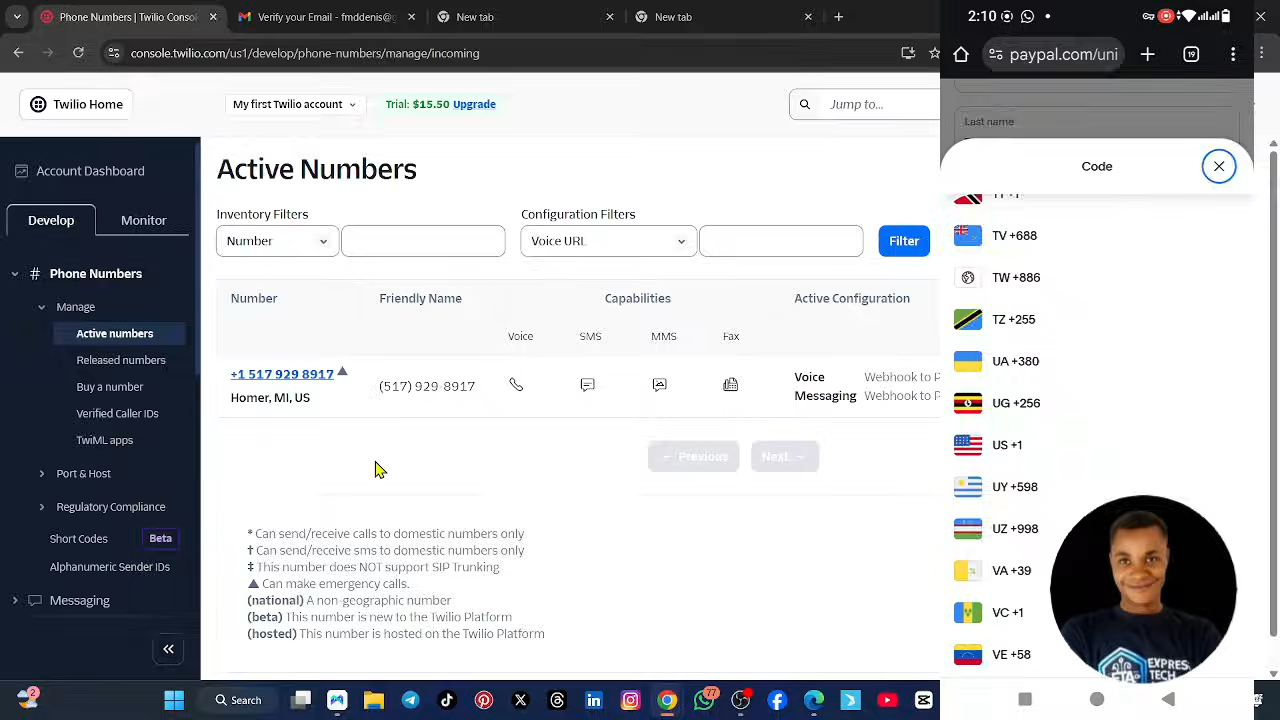 Active Numbers
Activate your Email - fmdenies@
New Tab
New tab
console.twilio.com/us1/develop/phone-numbers/manage/incoming
Twilio Home
My first Twilio account
Trial: $15.50 Upgrade
Jump to...
Account Dashboard
Develop
Monitor
Phone Numbers
Manage
Active numbers
Released numbers
Buy a number
Verified Caller IDs
TwiML apps
Port & Host
Regulatory Compliance
Short Codes
Beta
Alphanumeric Sender IDs
Messaging
Active Numbers
Inventory Filters
Configuration Filters
Number
Voice URL
Filter
Number
Friendly Name
Capabilities
Active Configuration
Voice
SMS
MMS
Fax
+1 517 929 8917
Homer, MI, US
(517) 929-8917
Voice
Webhook to P
Messaging
Webhook to P
← Previous
Next →
* Can send/receive calls to domestic numbers only.
† Can send/receive sms to domestic numbers only.
‡ This number does NOT support SIP Trunking.
▲ Can make emergency calls.
(national) A non-geographic number
(beta) This number is new to the Twilio Platform
(hosted) This number is hosted on the Twilio Platform
2
Search
77
2:10
paypal.com/uni
19
Last name
Code
TT +1
TV +688
TW +886
TZ +255
UA +380
UG +256
US +1
UY +598
UZ +998
VA +39
VC +1
VE +58
EXPRES
TECH